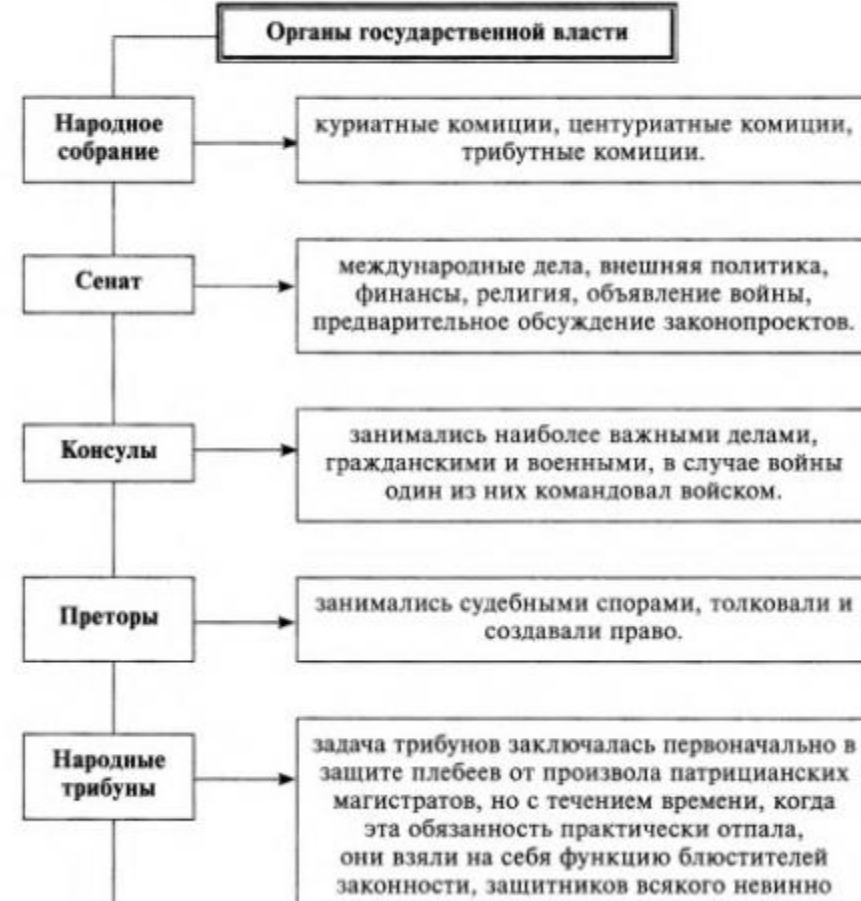 Органы государственной власти
Народное
собрание
куриатные комиции, центуриатные комиции,
трибутные комиции.
Сенат
международные дела, внешняя политика,
финансы, религия, объявление войны,
предварительное обсуждение законопроектов.
Консулы
занимались наиболее важными делами,
гражданскими и военными, в случае войны
один из них командовал войском.
Преторы
занимались судебными спорами, толковали и
создавали право.
Народные
трибуны
задача трибунов заключалась первоначально в
защите плебеев от произвола патрицианских
магистратов, но с течением времени, когда
эта обязанность практически отпала,
они взяли на себя функцию блюстителей
законности, защитников всякого невинно